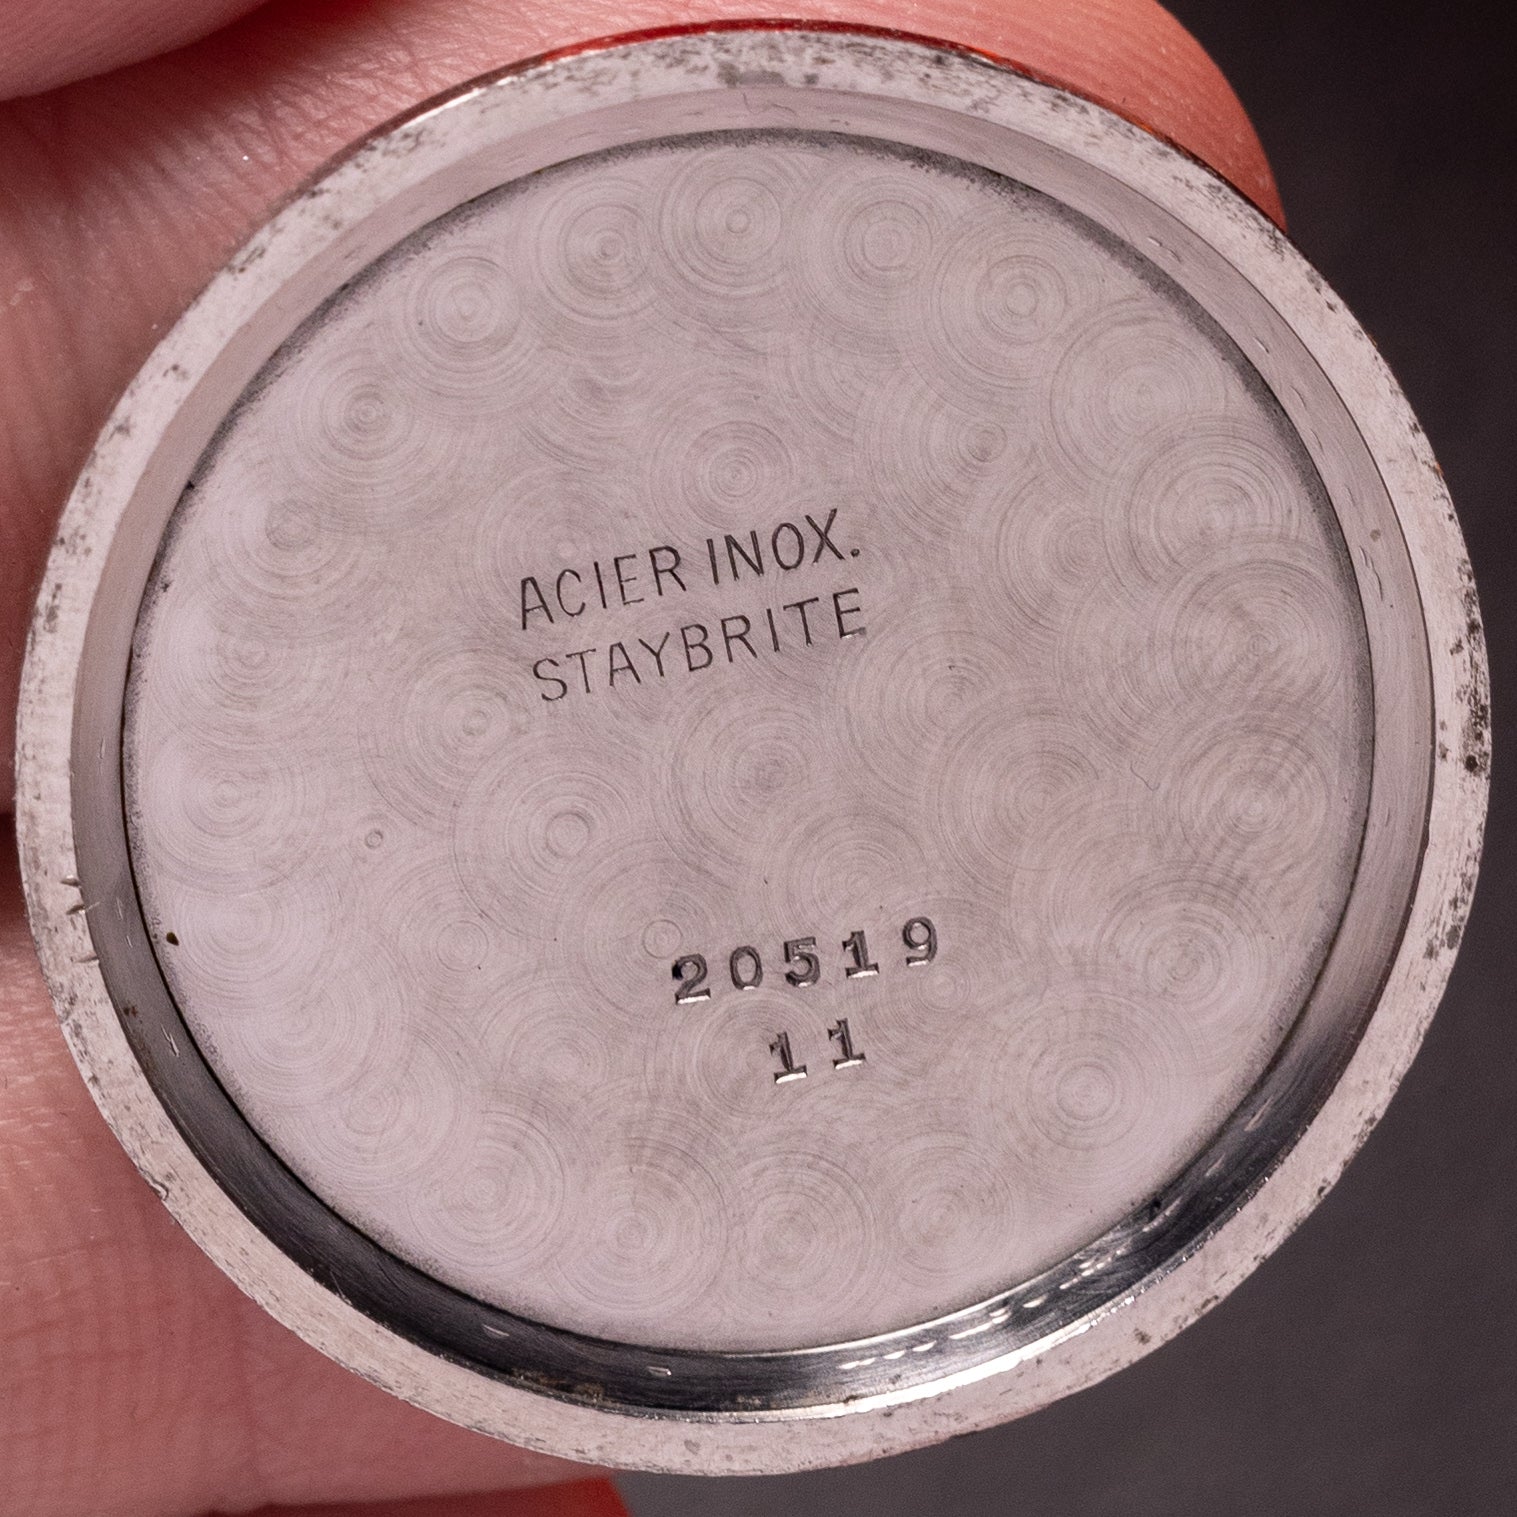 ACIER INOX.
STAYBRITE
20519
11